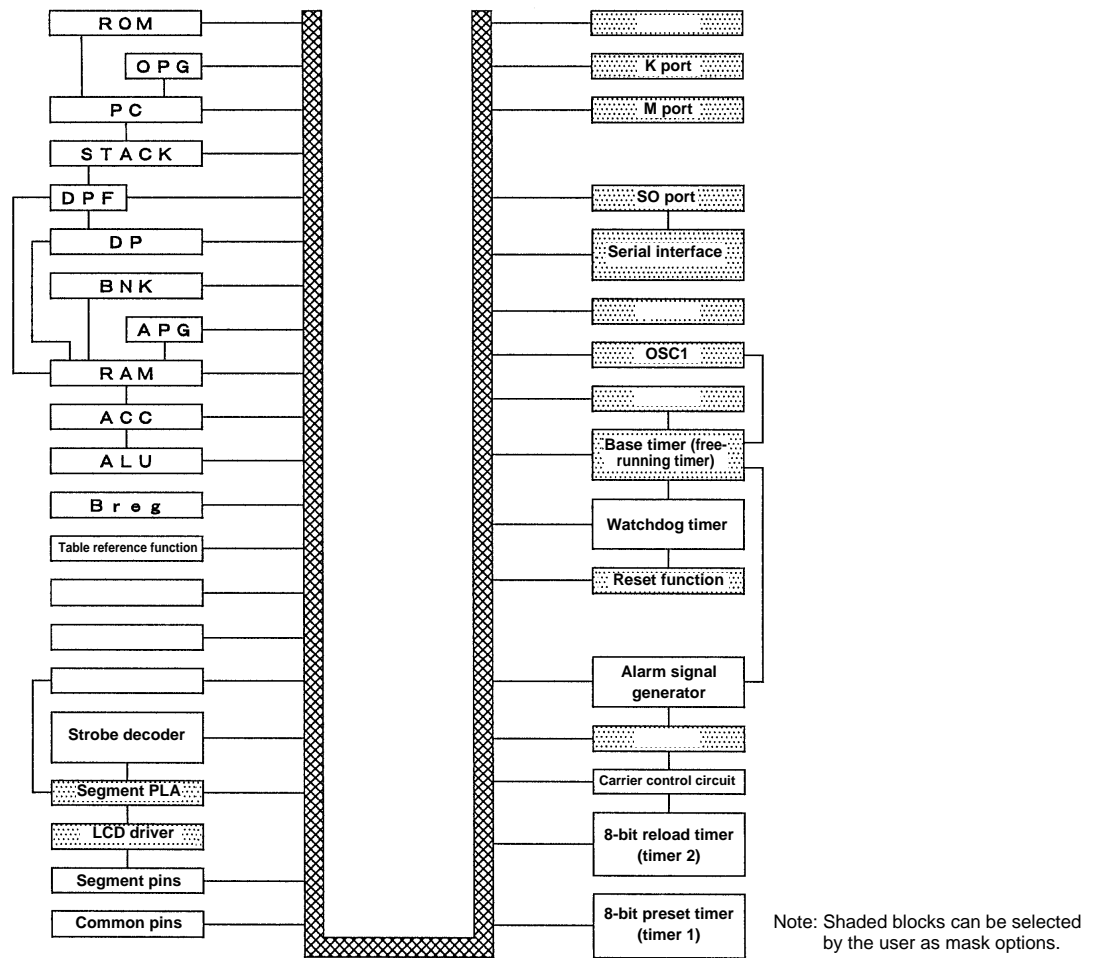 ROM
OPG
PC
STACK
DPF
DP
BNK
APG
RAM
ACC
ALU
Breg
Table reference function
Strobe decoder
Segment PLA
LCD driver
Segment pins
Common pins
K port
M port
SO port
Serial interface
OSC1
Base timer (free-
running timer)
Watchdog timer
Reset function
Alarm signal
generator
Carrier control circuit
8-bit reload timer
(timer 2)
8-bit preset timer
(timer 1)
Note: Shaded blocks can be selected
by the user as mask options.